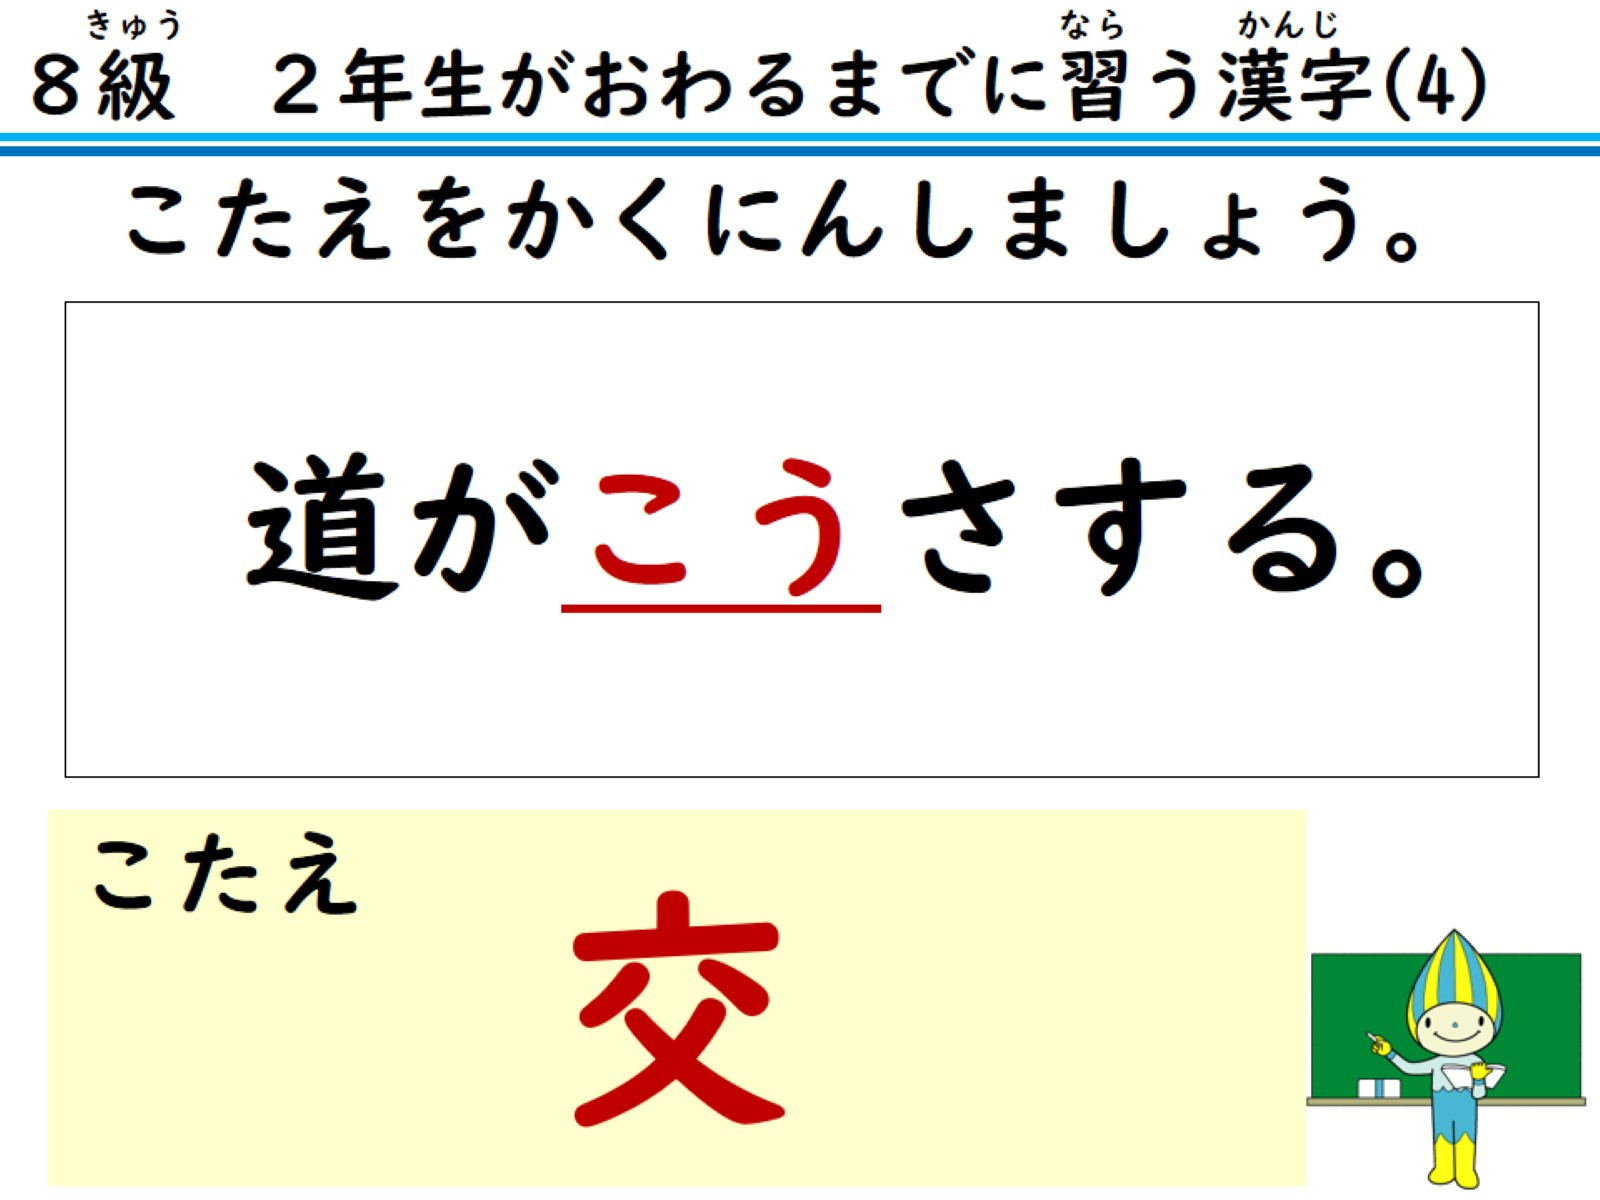 きゅう なら かんじ
８級　２年生がおわるまでに習う漢字(4)
こたえをかくにんしましょう。
道がこうさする。
こたえ
交